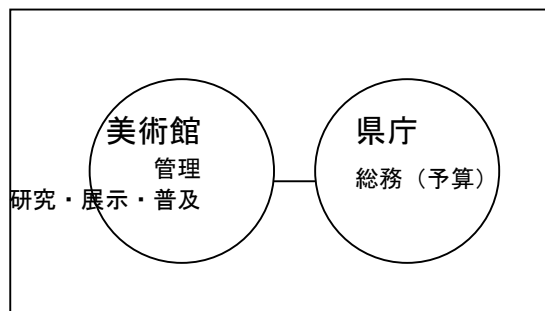 美術館
管理
研究・展示・普及
県庁
総務（予算）